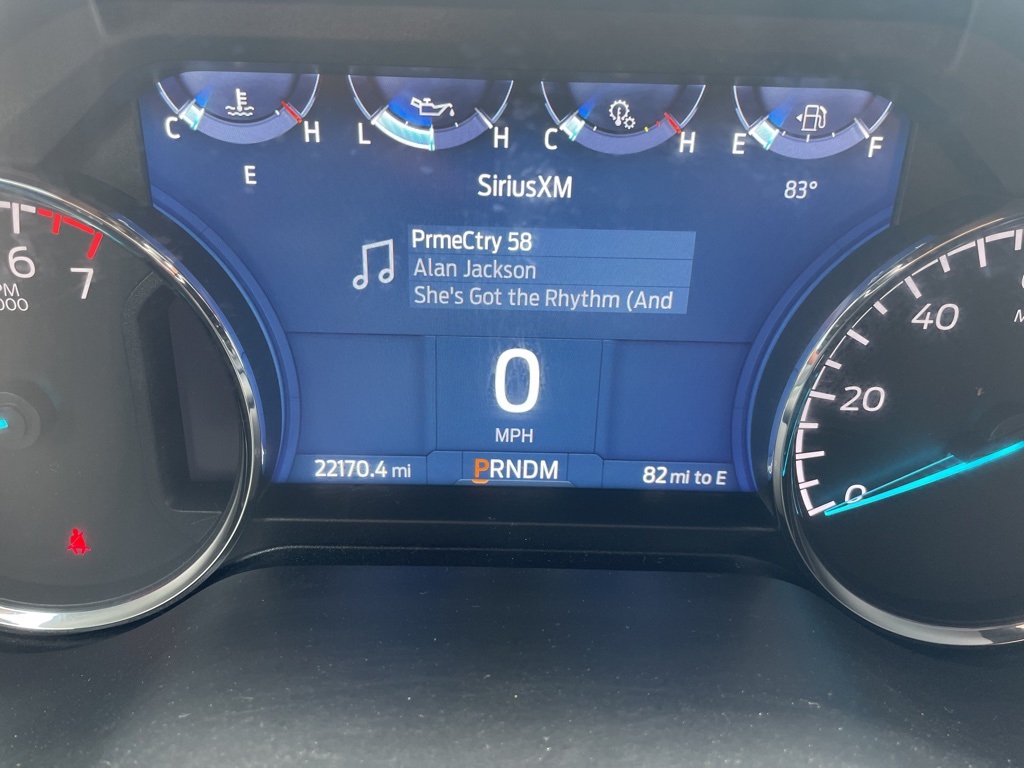 C H L H C H E F
E SiriusXM 83°
PrmeCtry 58
Alan Jackson
She's Got the Rhythm (And
6 7
000
40
20
0
0
MPH
22170.4 mi PRNDM 82 mi to E